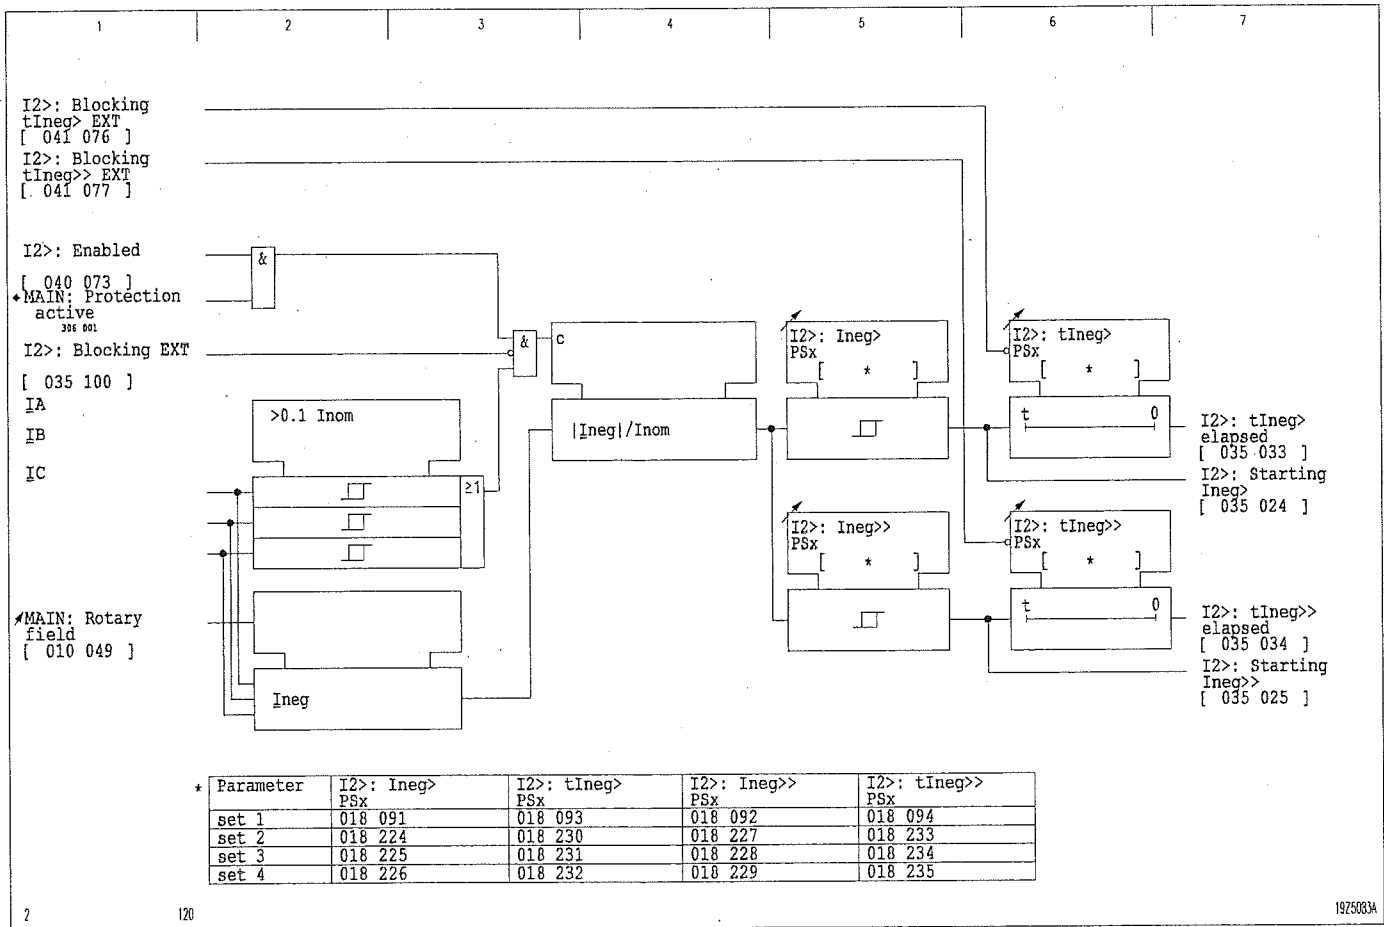 1 2 3 4 5 6 7
I2>: Blocking
tIneg> EXT
[ 041 076 ]
I2>: Blocking
tIneg>> EXT
[ 041 077 ]
I2>: Enabled
[ 040 073 ]
MAIN: Protection
active
306 001
I2>: Blocking EXT
[ 035 100 ]
IA
IB
IC
MAIN: Rotary
field
[ 010 049 ]
&
&
C
>0.1 Inom
≥1
Ineg
|Ineg|/Inom
I2>: Ineg>
PSx
[ * ]
I2>: Ineg>>
PSx
[ * ]
I2>: tIneg>
PSx
[ * ]
t 0
I2>: tIneg>>
PSx
[ * ]
t 0
I2>: tIneg>
elapsed
[ 035 033 ]
I2>: Starting
Ineg>
[ 035 024 ]
I2>: tIneg>>
elapsed
[ 035 034 ]
I2>: Starting
Ineg>>
[ 035 025 ]
* Parameter I2>: Ineg> I2>: tIneg> I2>: Ineg>> I2>: tIneg>>
PSx PSx PSx PSx
set 1 018 091 018 093 018 092 018 094
set 2 018 224 018 230 018 227 018 233
set 3 018 225 018 231 018 228 018 234
set 4 018 226 018 232 018 229 018 235
2 120 19Z5033A